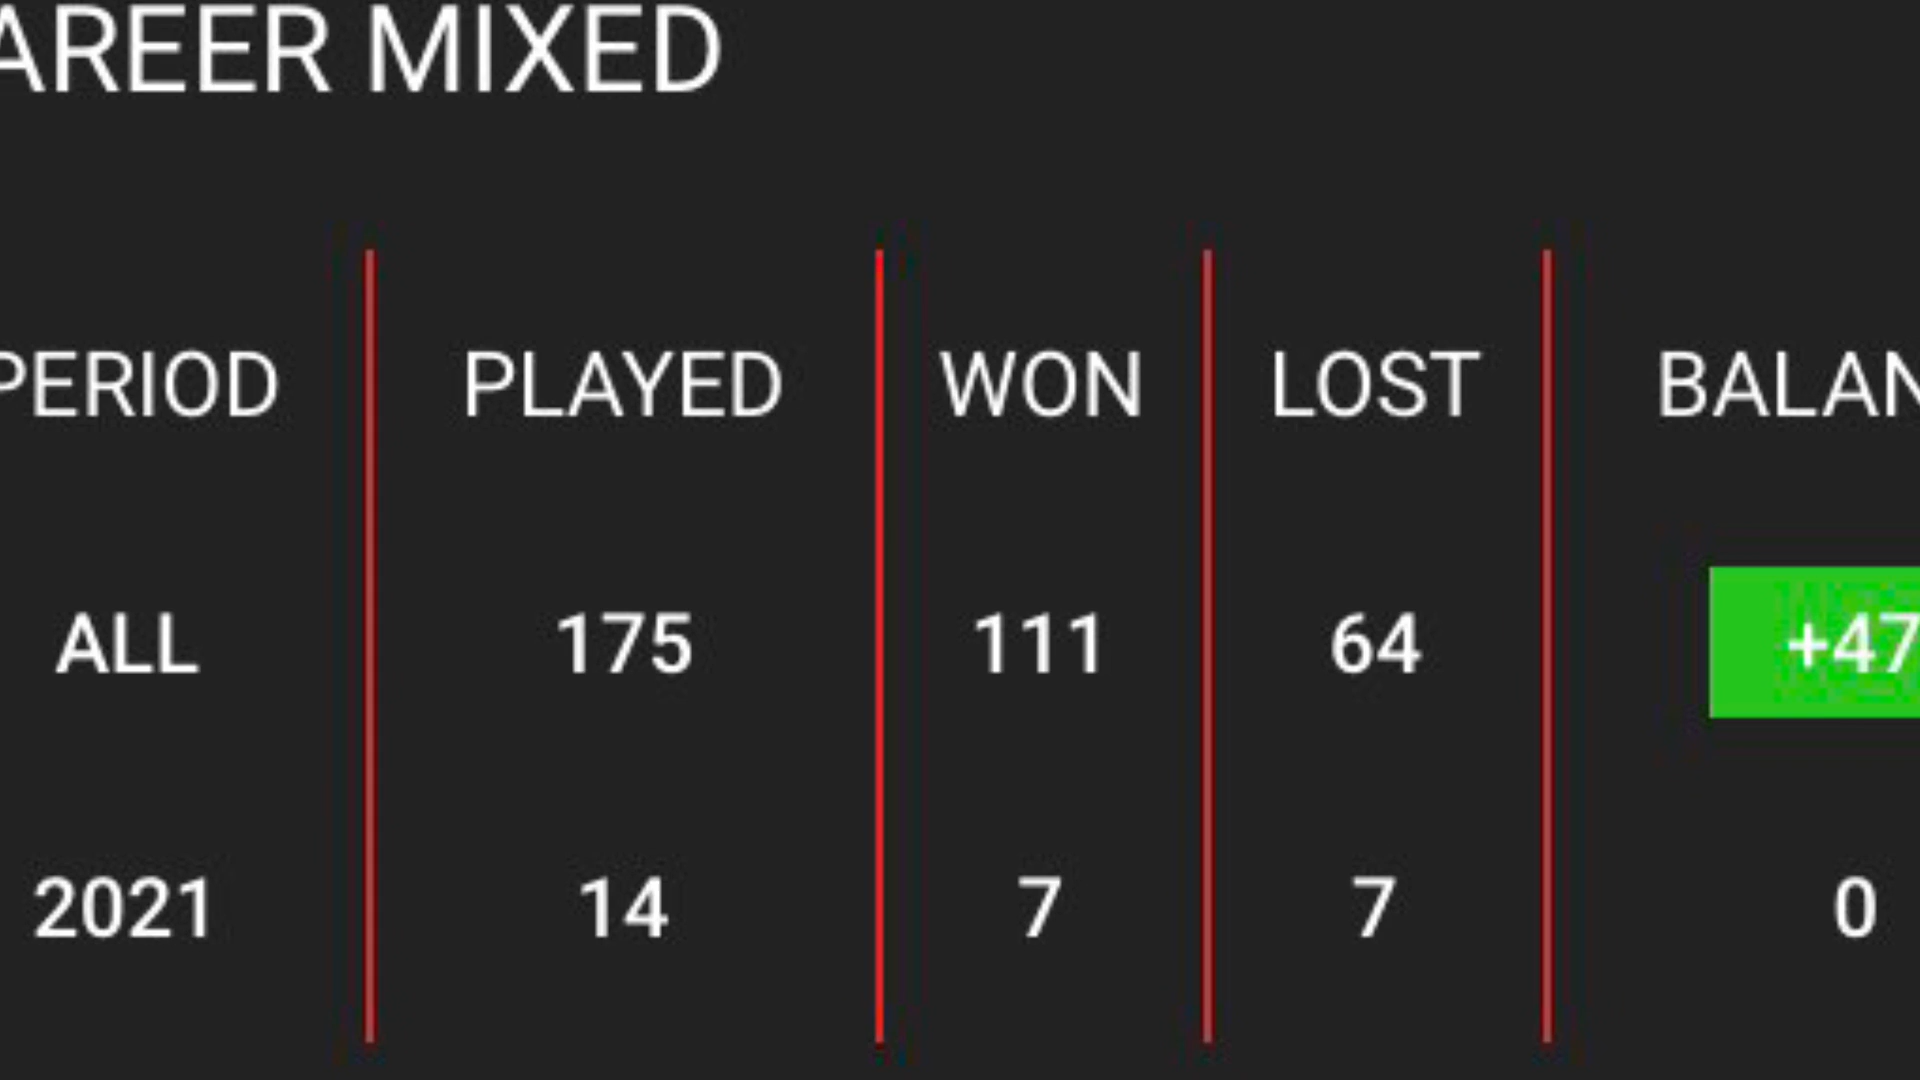 AREER MIXED
PERIOD PLAYED WON LOST BALAN
ALL 175 111 64 +47
2021 14 7 7 0